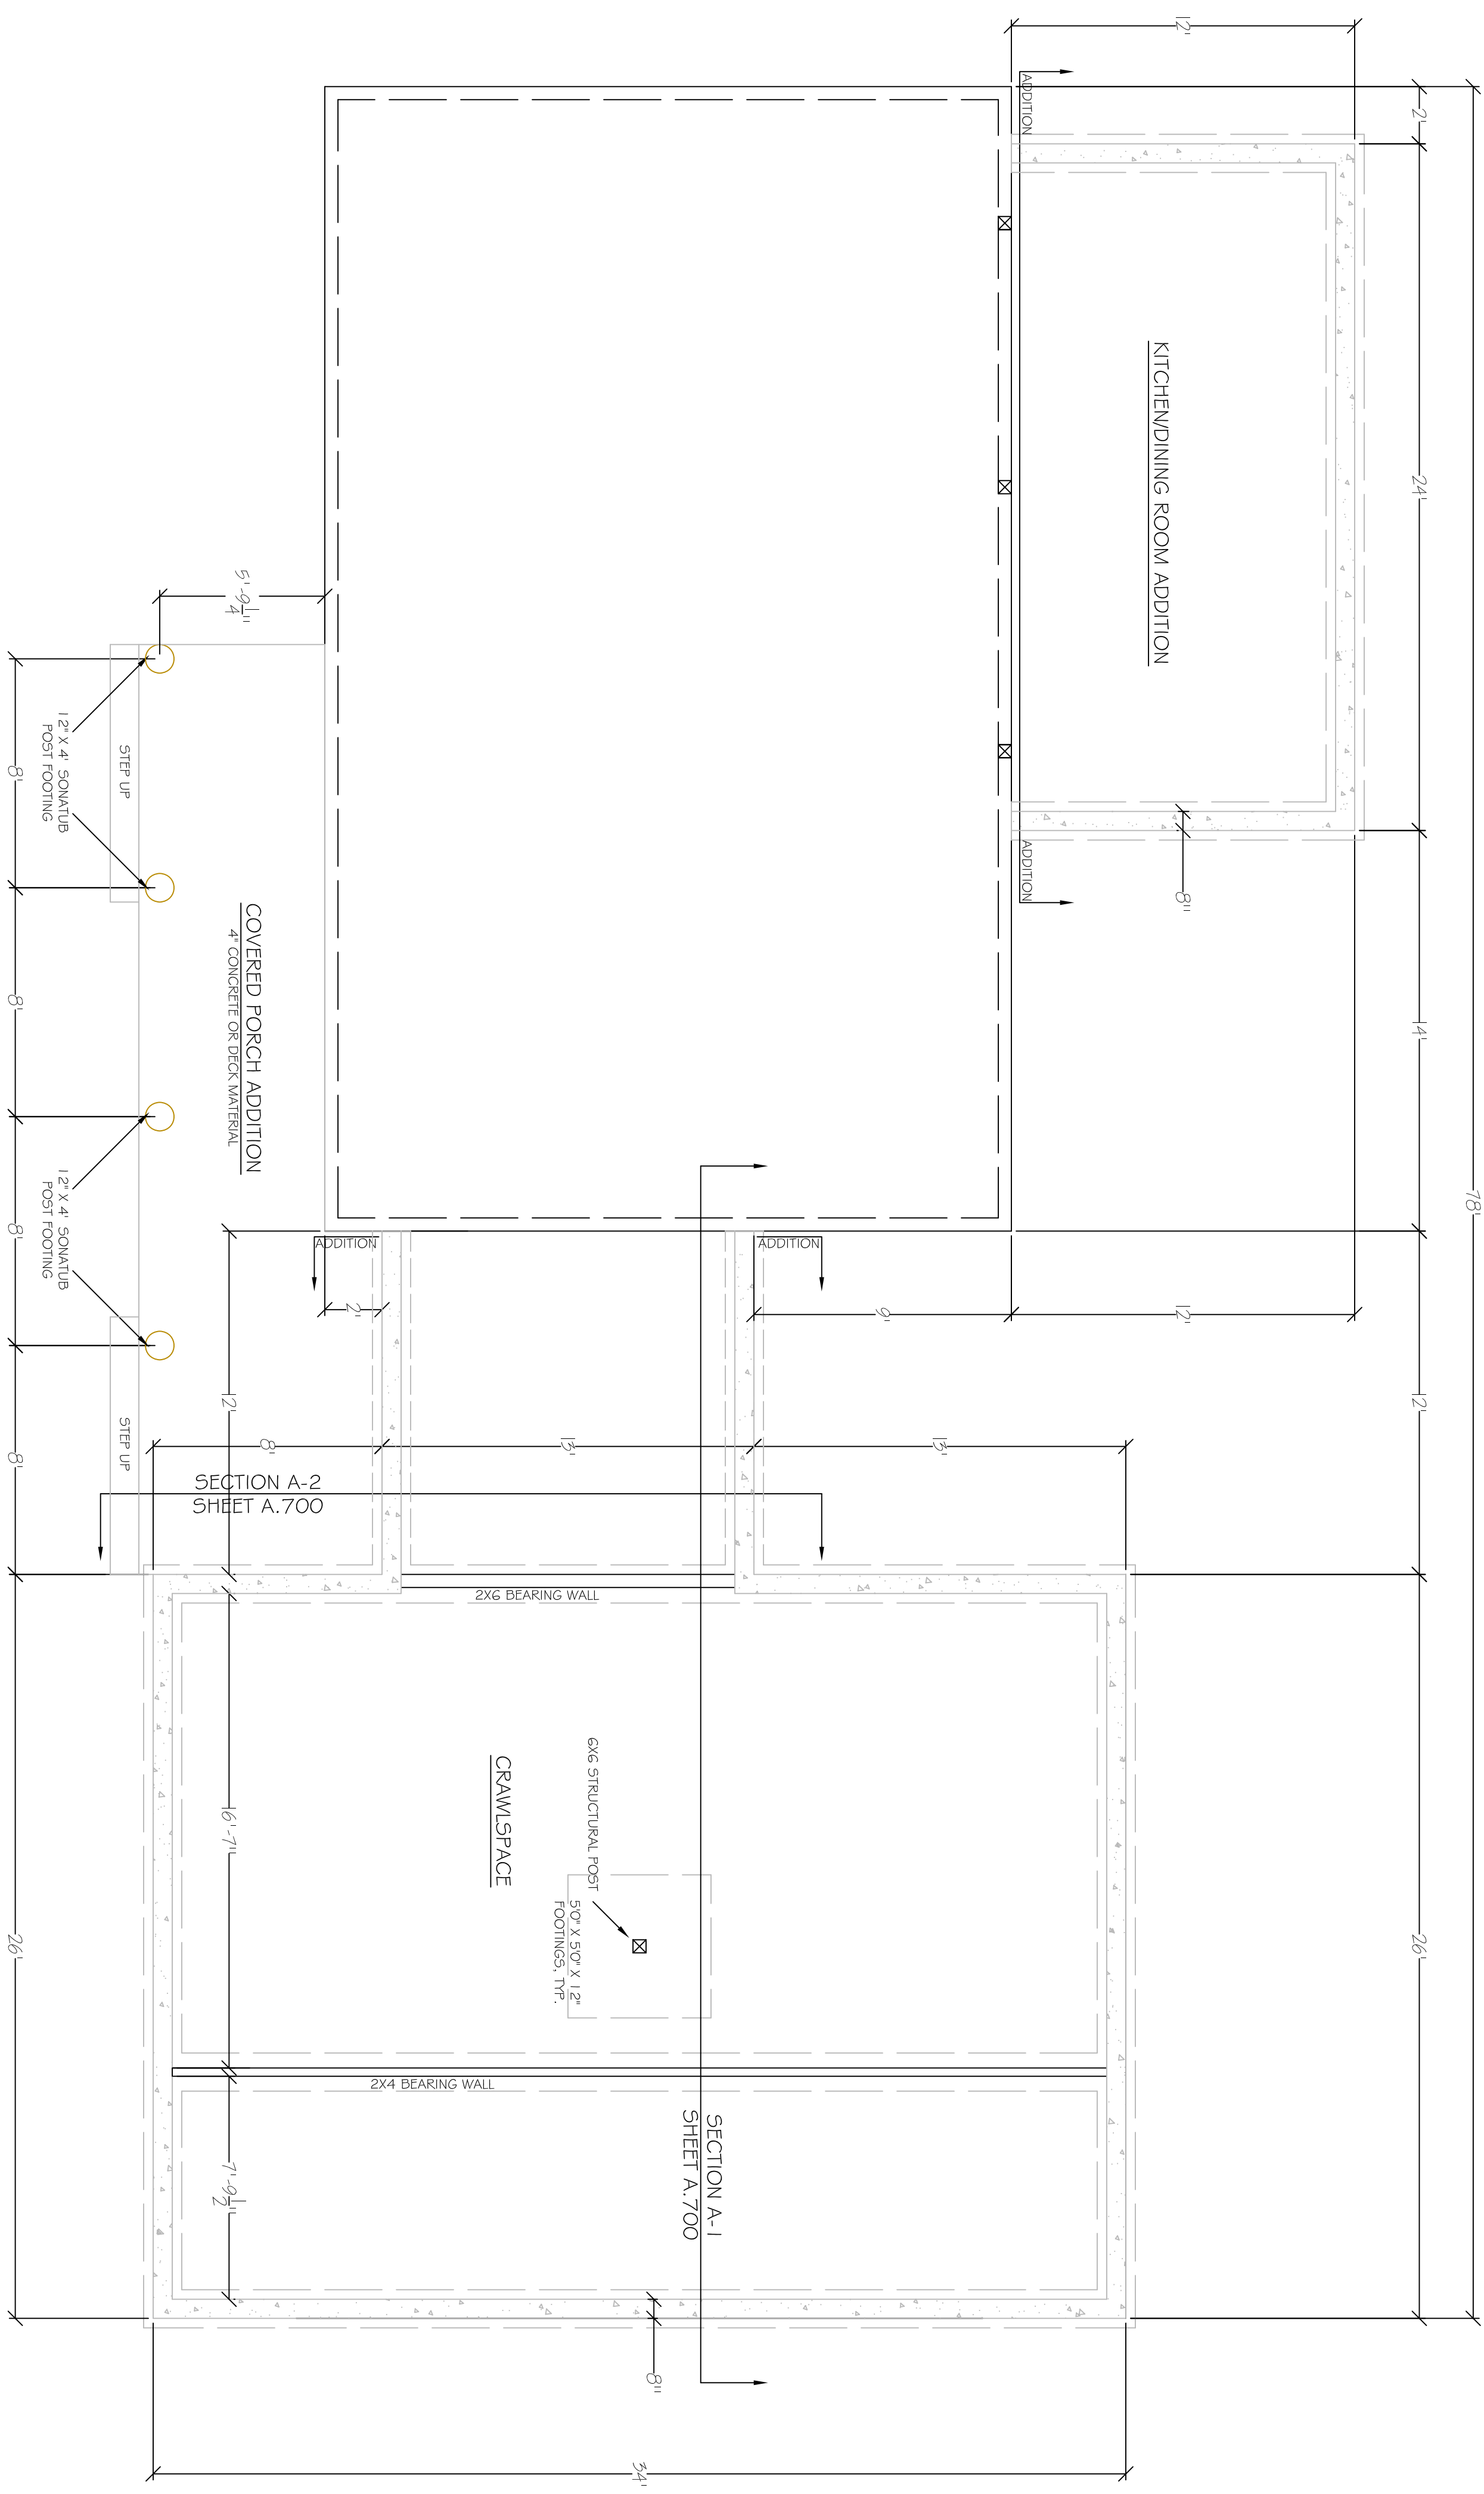 78'
2'
24'
14'
12'
26'
12'
ADDITION
KITCHEN/DINING ROOM ADDITION
8"
ADDITION
12'
9'
13'
13'
8'
2'
ADDITION
ADDITION
5'-9 1/4"
COVERED PORCH ADDITION
4" CONCRETE OR DECK MATERIAL
STEP UP
12" X 4' SONATUB
POST FOOTING
12" X 4' SONATUB
POST FOOTING
STEP UP
12'
SECTION A-2
SHEET A.700
2X6 BEARING WALL
6X6 STRUCTURAL POST
5'0" X 5'0" X 12"
FOOTINGS, TYP.
CRAWLSPACE
16'-7"
2X4 BEARING WALL
SECTION A-1
SHEET A.700
7'-9 1/2"
8"
34'
8'
8'
8'
8'
26'